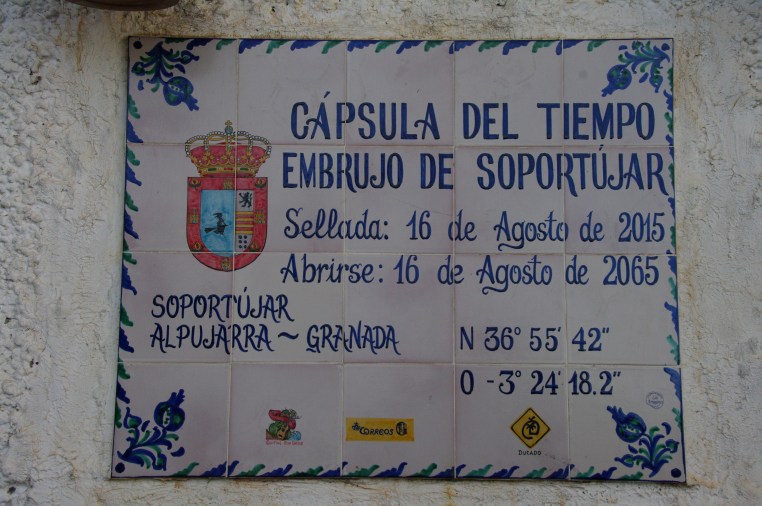 CÁPSULA DEL TIEMPO
EMBRUJO DE SOPORTÚJAR
Sellada: 16 de Agosto de 2015
Abrirse: 16 de Agosto de 2065
SOPORTÚJAR
ALPUJARRA ~ GRANADA
N 36° 55' 42"
O - 3° 24' 18.2"
CORREOS
DUCADO